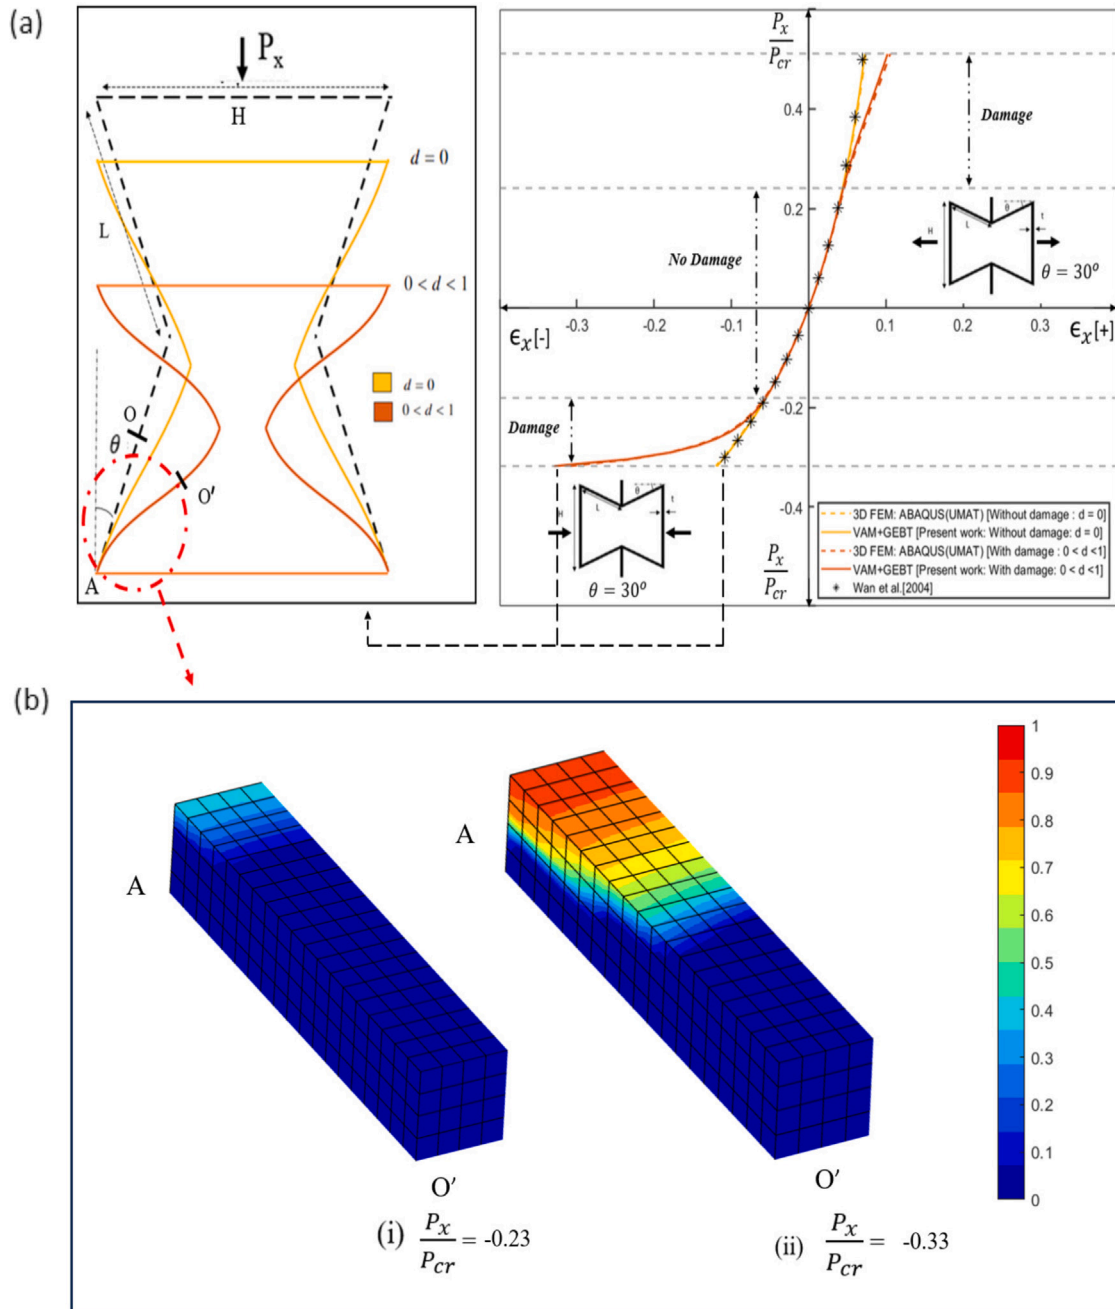 (a)
P_x
H
d = 0
L
0 < d < 1
d = 0
0 < d < 1
O
θ
O′
A
P_x
P_cr
0.4
Damage
0.2
No Damage
H
L
θ
t
θ = 30°
-0.3
-0.1
0.1
0.3
ϵ_x[-]
ϵ_x[+]
-0.2
Damage
-0.4
H
L
θ
t
θ = 30°
P_x
P_cr
3D FEM: ABAQUS(UMAT) [Without damage : d = 0]
VAM+GEBT [Present work: Without damage: d = 0]
3D FEM: ABAQUS(UMAT) [With damage : 0 < d <1]
VAM+GEBT [Present work: With damage: 0 < d <1]
Wan et al.[2004]
(b)
A
O′
(i) P_x/P_cr = -0.23
A
O′
(ii) P_x/P_cr = -0.33
1
0.9
0.8
0.7
0.6
0.5
0.4
0.3
0.2
0.1
0